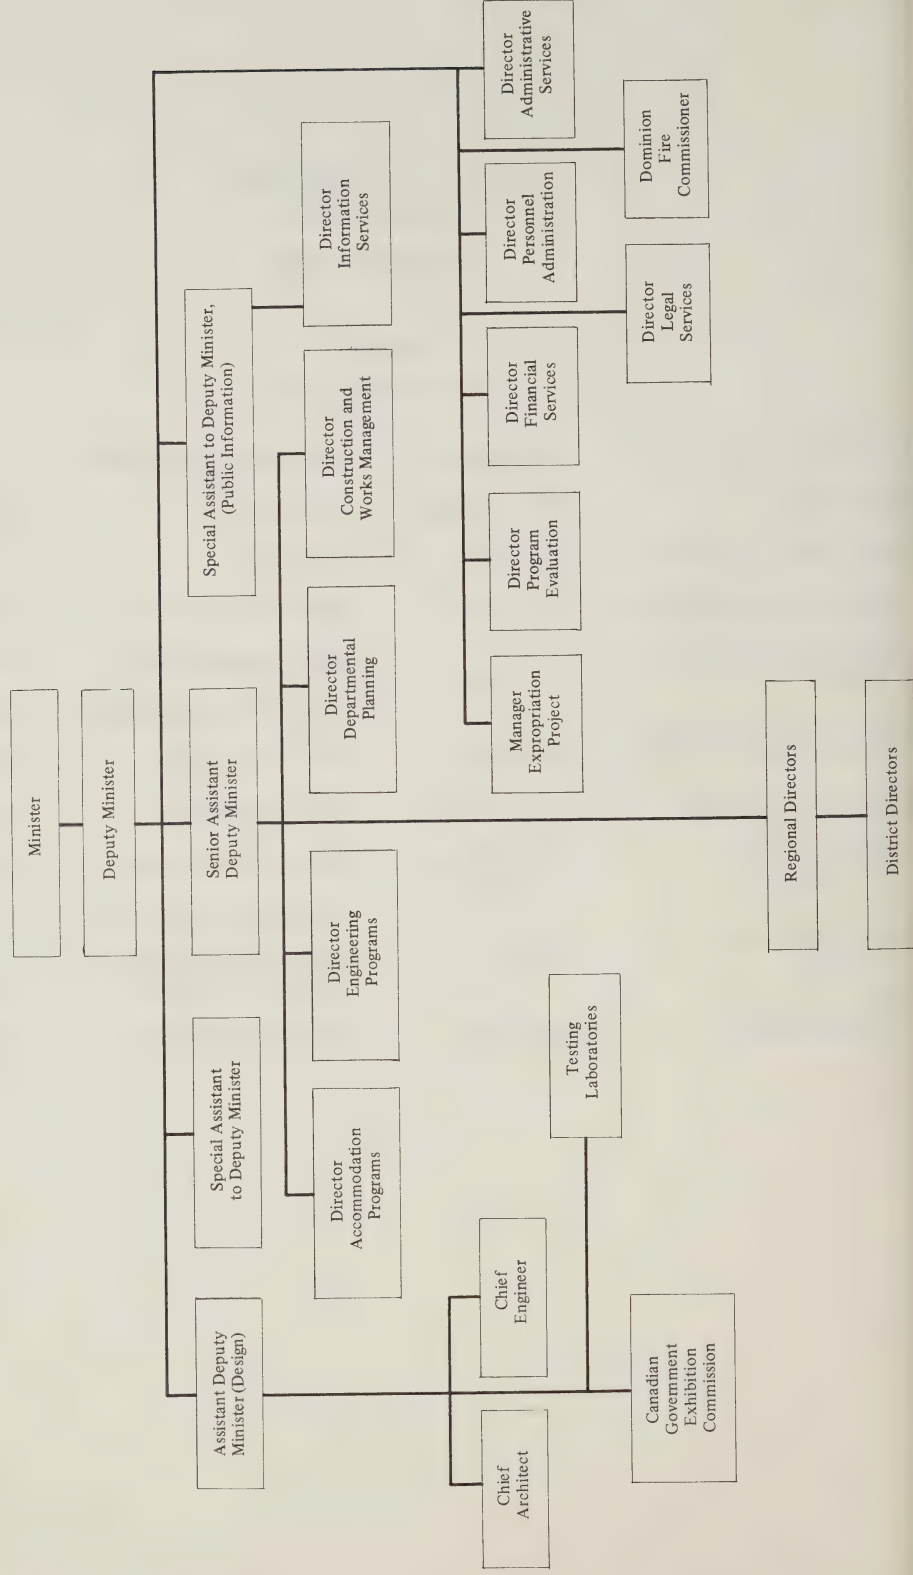 Minister
Deputy Minister
Assistant Deputy
Minister (Design)
Special Assistant
to Deputy Minister
Senior Assistant
Deputy Minister
Special Assistant to Deputy Minister,
(Public Information)
Director
Accommodation
Programs
Director
Engineering
Programs
Director
Departmental
Planning
Director
Construction and
Works Management
Director
Information
Services
Chief
Architect
Chief
Engineer
Manager
Expropriation
Project
Director
Program
Evaluation
Director
Financial
Services
Director
Personnel
Administration
Director
Administrative
Services
Testing
Laboratories
Canadian
Government
Exhibition
Commission
Director
Legal
Services
Dominion
Fire
Commissioner
Regional Directors
District Directors